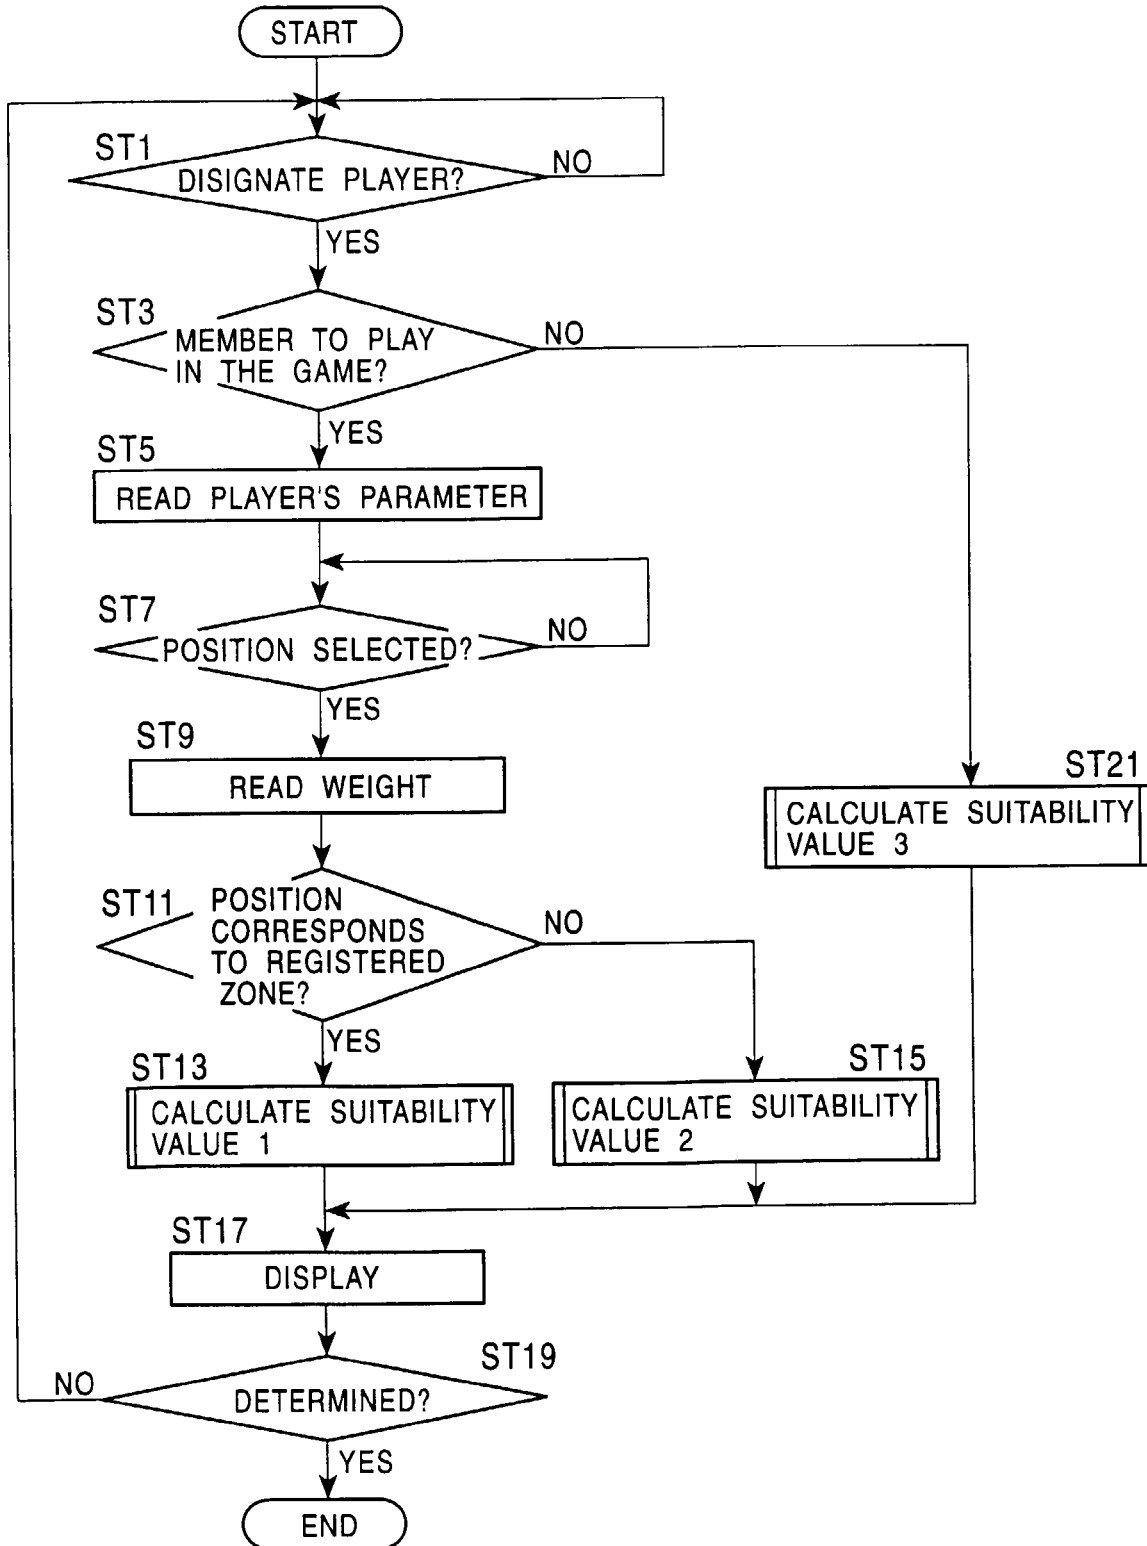 START
ST1
DISIGNATE PLAYER?
NO
YES
ST3
MEMBER TO PLAY
IN THE GAME?
NO
YES
ST5
READ PLAYER'S PARAMETER
ST7
POSITION SELECTED?
NO
YES
ST9
READ WEIGHT
ST21
CALCULATE SUITABILITY
VALUE 3
ST11
POSITION
CORRESPONDS
TO REGISTERED
ZONE?
NO
YES
ST13
CALCULATE SUITABILITY
VALUE 1
ST15
CALCULATE SUITABILITY
VALUE 2
ST17
DISPLAY
ST19
DETERMINED?
NO
YES
END